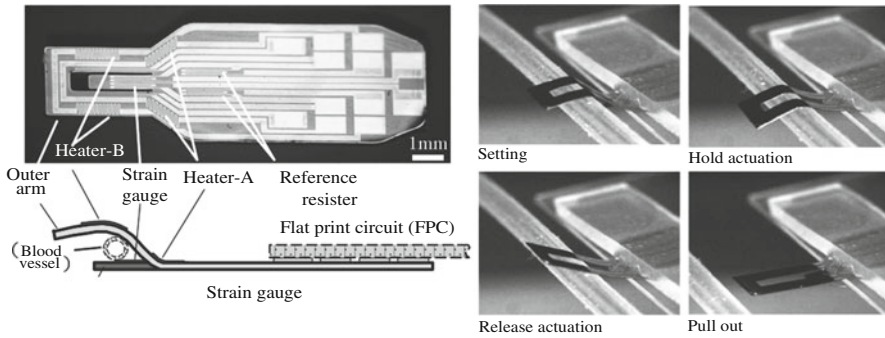 1mm
Heater-B
Outer
arm
Strain
gauge
Heater-A
Reference
resister
Flat print circuit (FPC)
(Blood
vessel)
Strain gauge
Setting
Hold actuation
Release actuation
Pull out